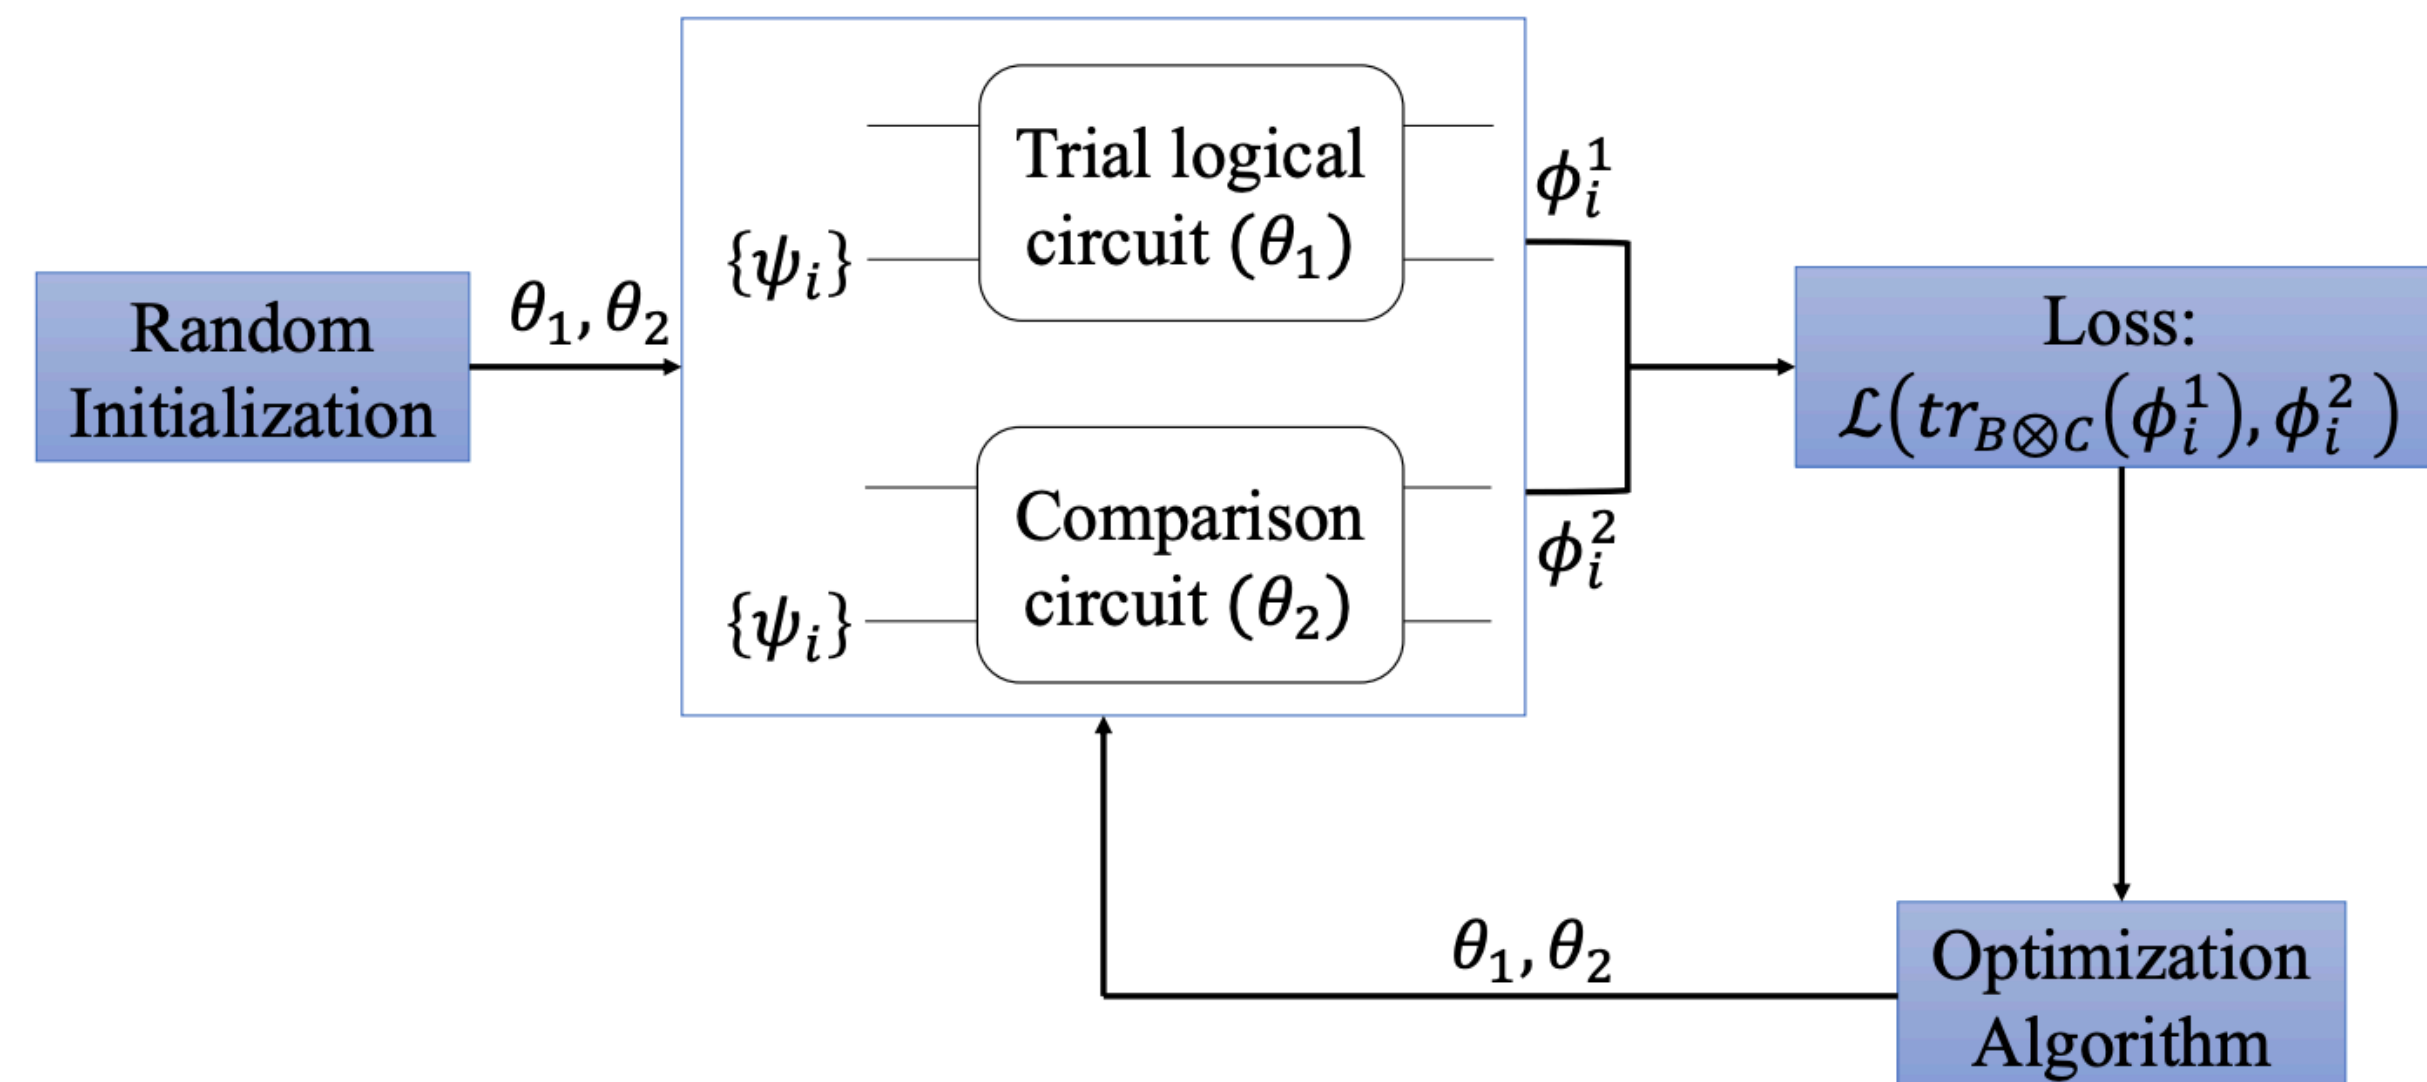 Random
Initialization
θ₁, θ₂
{ψᵢ}
Trial logical
circuit (θ₁)
{ψᵢ}
Comparison
circuit (θ₂)
ϕᵢ¹
ϕᵢ²
Loss:
ℒ(tr_{B⊗C}(ϕᵢ¹), ϕᵢ²)
θ₁, θ₂
Optimization
Algorithm